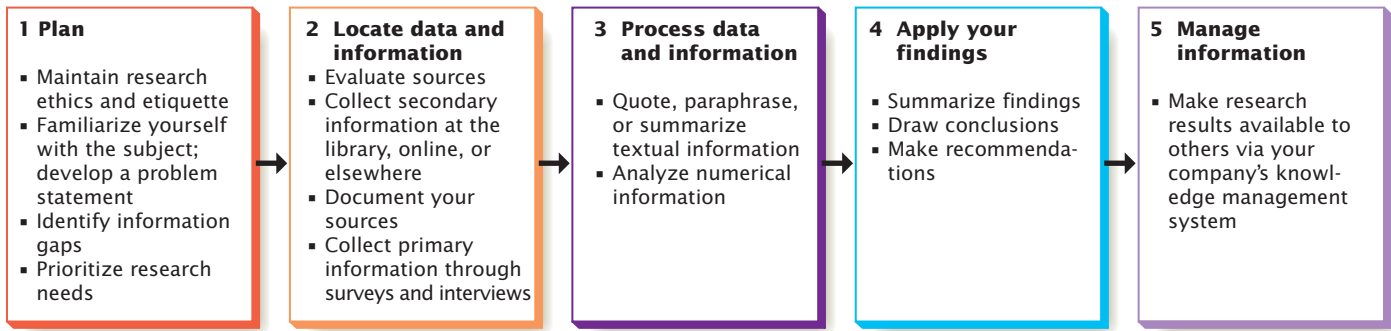 1 Plan
▪ Maintain research
ethics and etiquette
▪ Familiarize yourself
with the subject;
develop a problem
statement
▪ Identify information
gaps
▪ Prioritize research
needs
2 Locate data and
information
▪ Evaluate sources
▪ Collect secondary
information at the
library, online, or
elsewhere
▪ Document your
sources
▪ Collect primary
information through
surveys and interviews
3 Process data
and information
▪ Quote, paraphrase,
or summarize
textual information
▪ Analyze numerical
information
4 Apply your
findings
▪ Summarize findings
▪ Draw conclusions
▪ Make recommenda-
tions
5 Manage
information
▪ Make research
results available to
others via your
company's knowl-
edge management
system